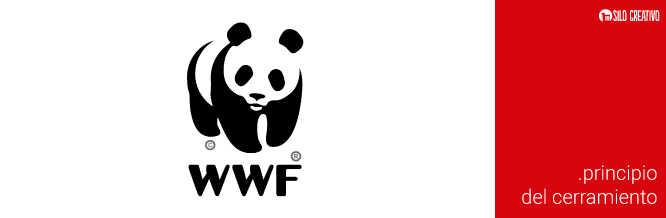 SILO CREATIVO
©
®
WWF
.principio
del cerramiento